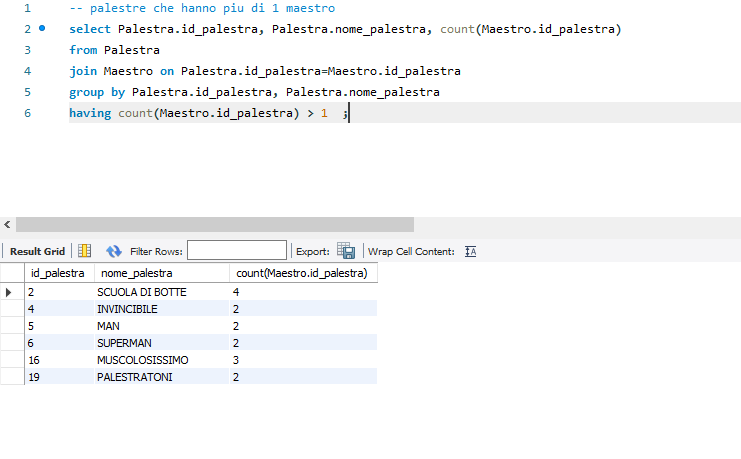 1 -- palestre che hanno piu di 1 maestro
2 select Palestra.id_palestra, Palestra.nome_palestra, count(Maestro.id_palestra)
3 from Palestra
4 join Maestro on Palestra.id_palestra=Maestro.id_palestra
5 group by Palestra.id_palestra, Palestra.nome_palestra
6 having count(Maestro.id_palestra) > 1 ;
Result Grid Filter Rows: Export: Wrap Cell Content:
id_palestra nome_palestra count(Maestro.id_palestra)
2 SCUOLA DI BOTTE 4
4 INVINCIBILE 2
5 MAN 2
6 SUPERMAN 2
16 MUSCOLOSISSIMO 3
19 PALESTRATONI 2